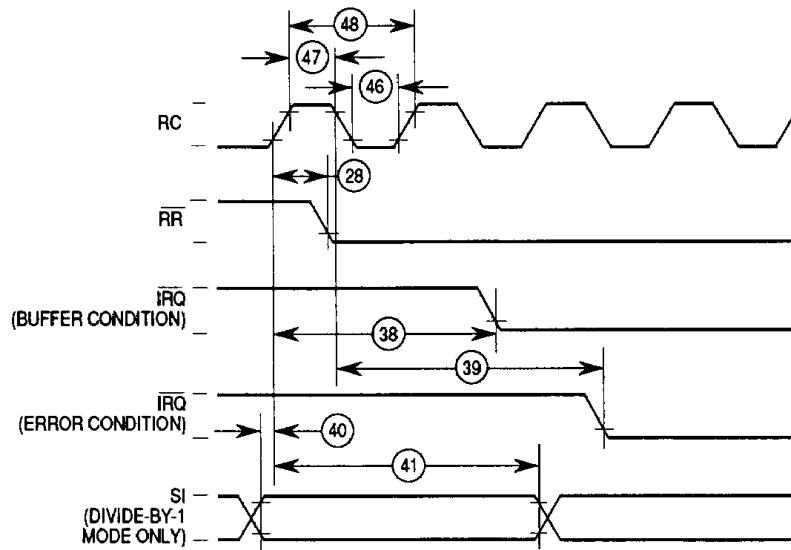 48
47
46
RC
28
RR
IRQ
(BUFFER CONDITION)
38
39
IRQ
(ERROR CONDITION)
40
41
SI
(DIVIDE-BY-1
MODE ONLY)